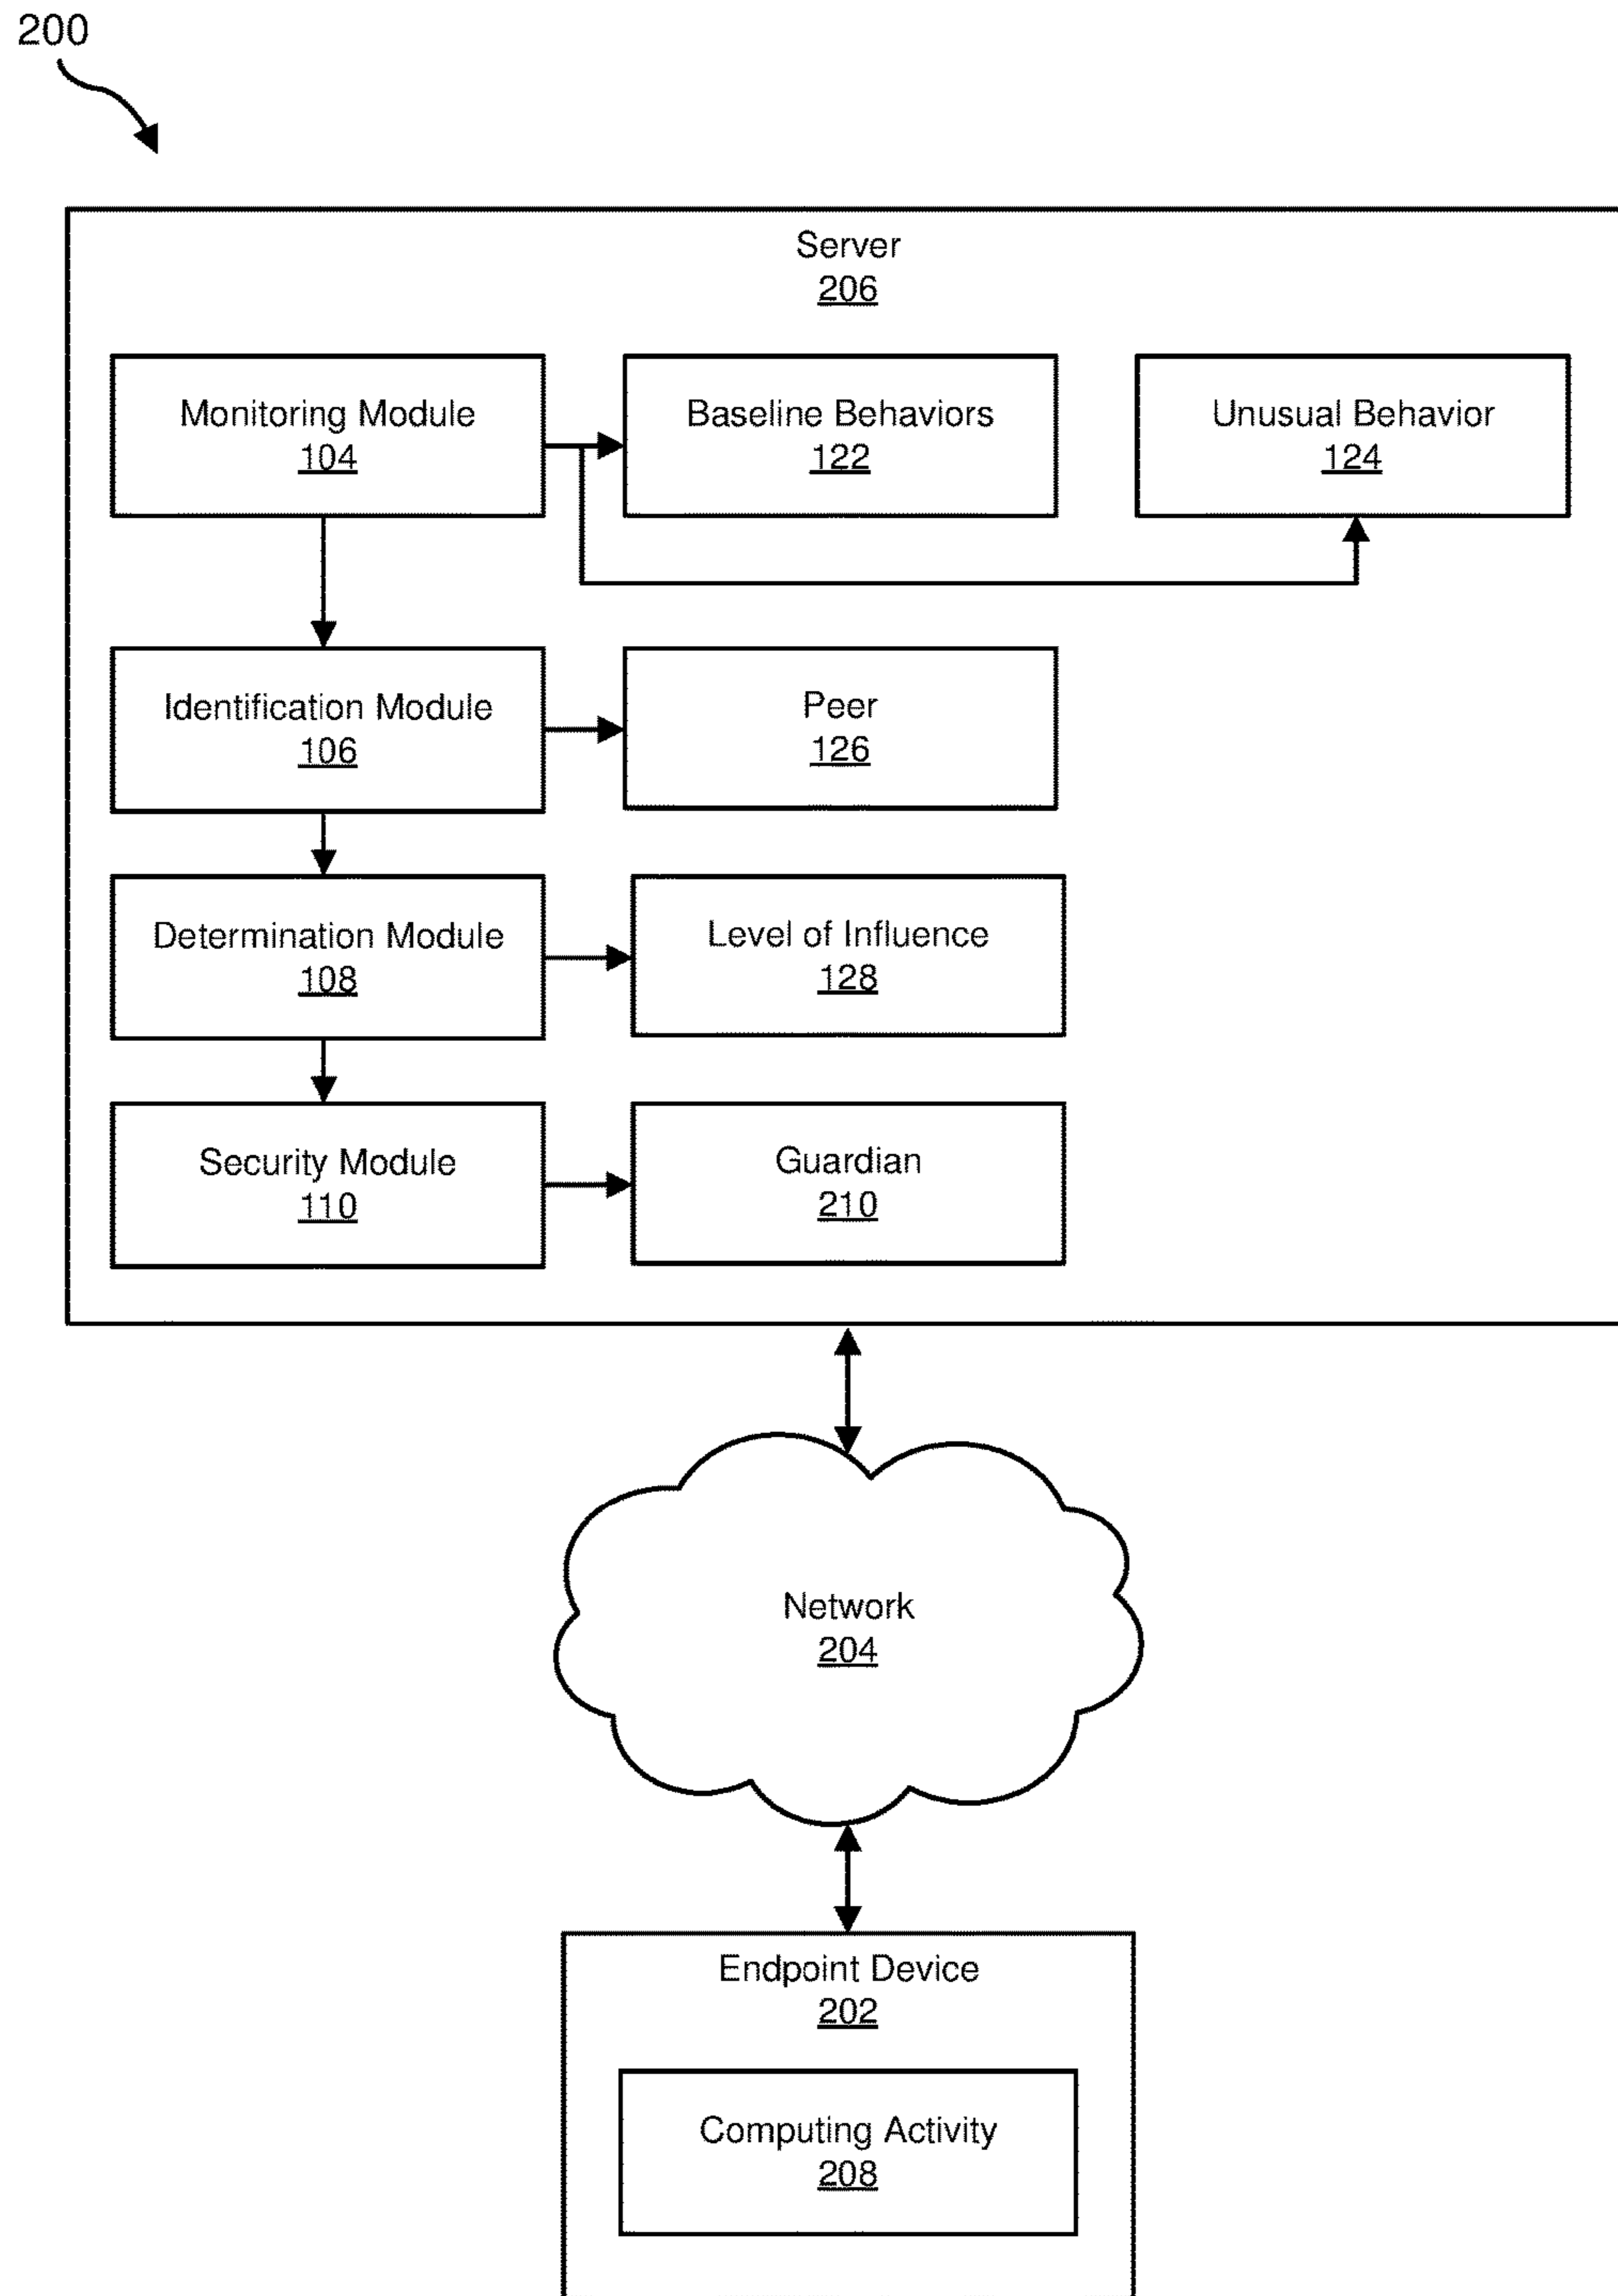 200
Server
206
Monitoring Module
104
Baseline Behaviors
122
Unusual Behavior
124
Identification Module
106
Peer
126
Determination Module
108
Level of Influence
128
Security Module
110
Guardian
210
Network
204
Endpoint Device
202
Computing Activity
208